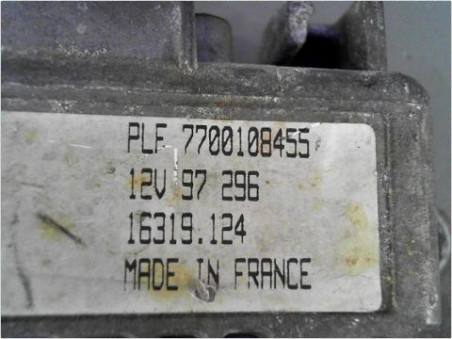 PLF 7700108455
12V 97 296
16319.124
MADE IN FRANCE